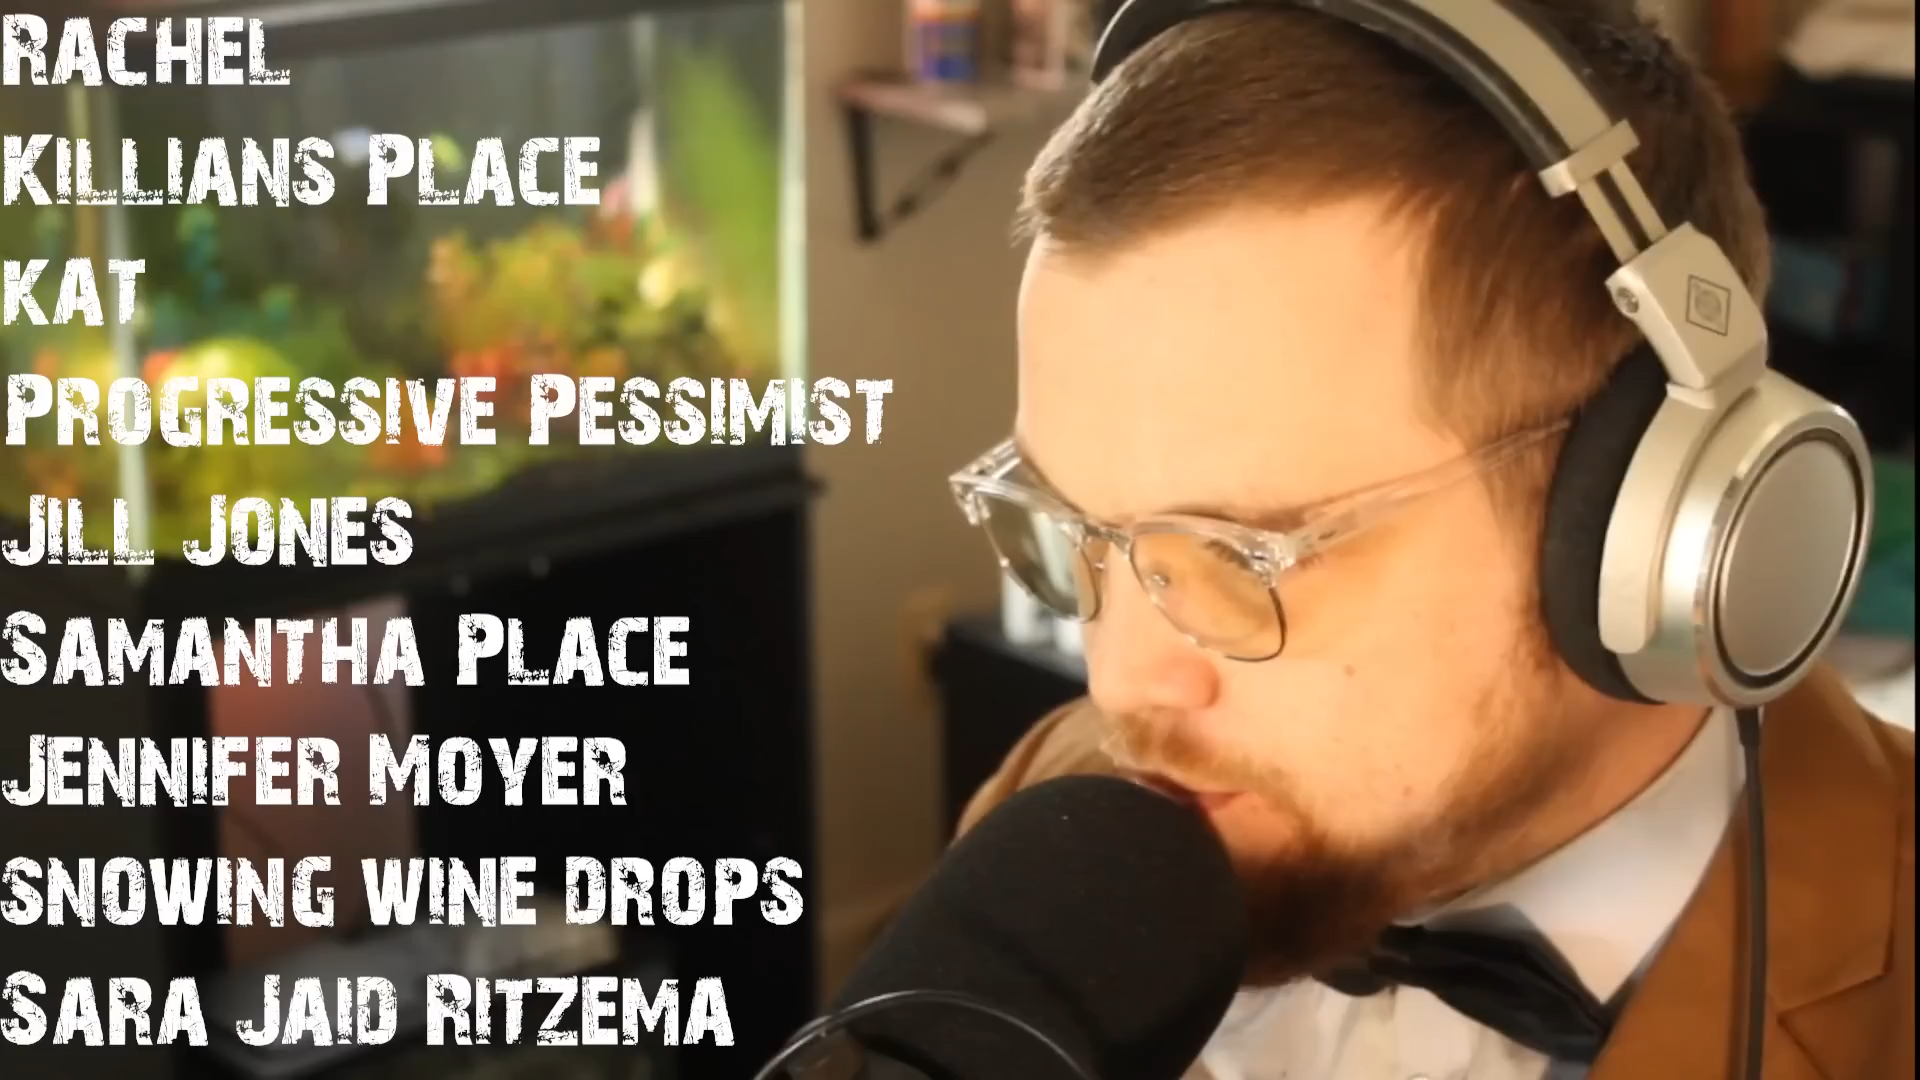 Rachel
Killians Place
kat
Progressive Pessimist
Jill Jones
Samantha Place
Jennifer Moyer
snowing wine drops
Sara Jaid Ritzema